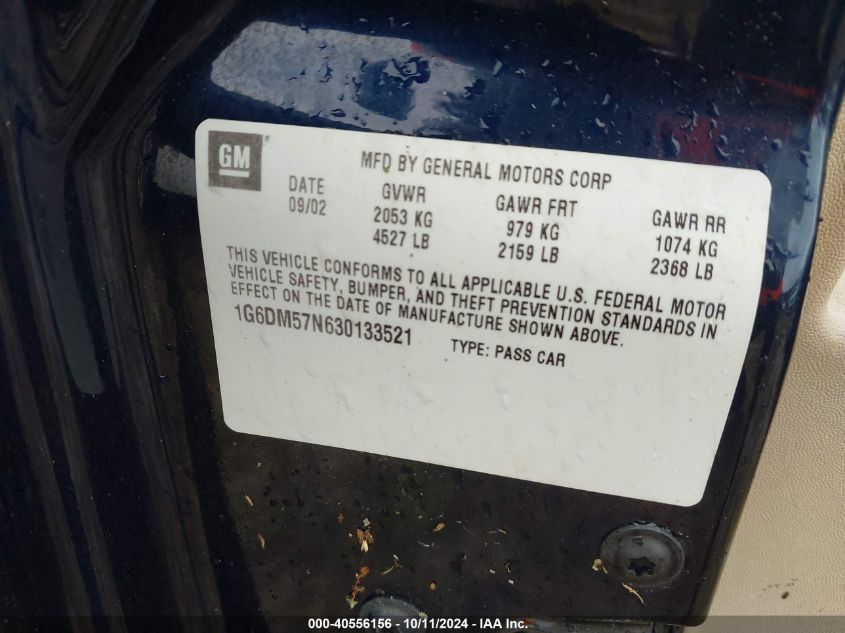 GM ®
MFD BY GENERAL MOTORS CORP
DATE GVWR GAWR FRT GAWR RR
09/02 2053 KG 979 KG 1074 KG
4527 LB 2159 LB 2368 LB
THIS VEHICLE CONFORMS TO ALL APPLICABLE U.S. FEDERAL MOTOR
VEHICLE SAFETY, BUMPER, AND THEFT PREVENTION STANDARDS IN
EFFECT ON THE DATE OF MANUFACTURE SHOWN ABOVE.
1G6DM57N630133521 TYPE: PASS CAR
000-40556156 - 10/11/2024 - IAA Inc.